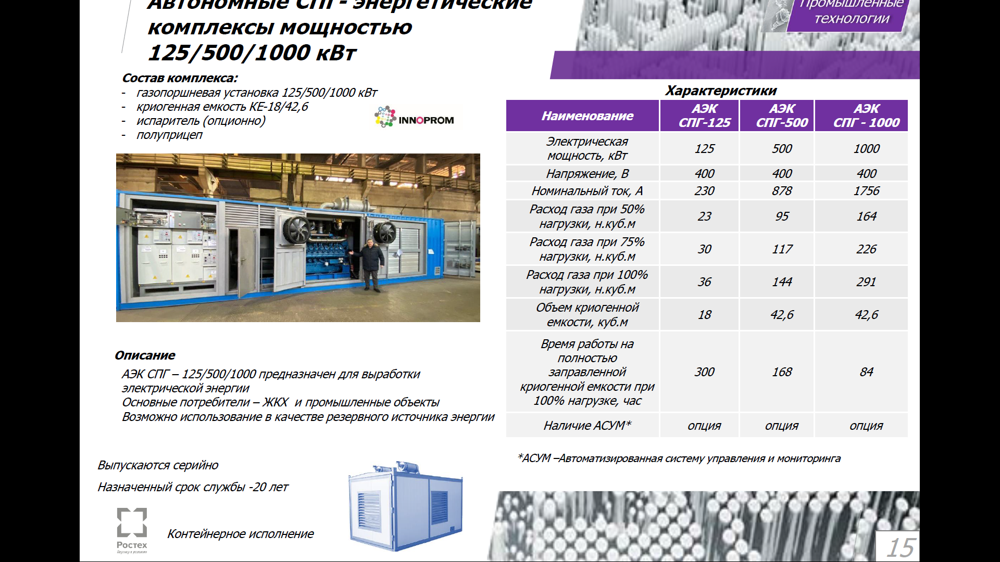 Автономные СПГ- энергетические
комплексы мощностью
125/500/1000 кВт
Промышленные
технологии
Состав комплекса:
- газопоршневая установка 125/500/1000 кВт
- криогенная емкость КЕ-18/42,6
- испаритель (опционно)
- полуприцеп
INNOPROM
Описание
АЭК СПГ – 125/500/1000 предназначен для выработки
электрической энергии
Основные потребители – ЖКХ и промышленные объекты
Возможно использование в качестве резервного источника энергии
Выпускаются серийно
Назначенный срок службы -20 лет
Контейнерное исполнение
Ростех
Партнер в развитии
Характеристики
Наименование
АЭК
СПГ-125
АЭК
СПГ-500
АЭК
СПГ - 1000
Электрическая
мощность, кВт
125
500
1000
Напряжение, В
400
400
400
Номинальный ток, А
230
878
1756
Расход газа при 50%
нагрузки, н.куб.м
23
95
164
Расход газа при 75%
нагрузки, н.куб.м
30
117
226
Расход газа при 100%
нагрузки, н.куб.м
36
144
291
Объем криогенной
емкости, куб.м
18
42,6
42,6
Время работы на
полностью
заправленной
криогенной емкости при
100% нагрузке, час
300
168
84
Наличие АСУМ*
опция
опция
опция
*АСУМ –Автоматизированная систему управления и мониторинга
15